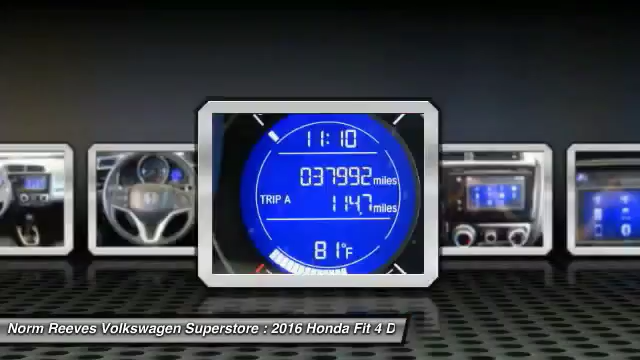 11:10
037992 miles
TRIP A 114.7 miles
81°F
Norm Reeves Volkswagen Superstore : 2016 Honda Fit 4 D